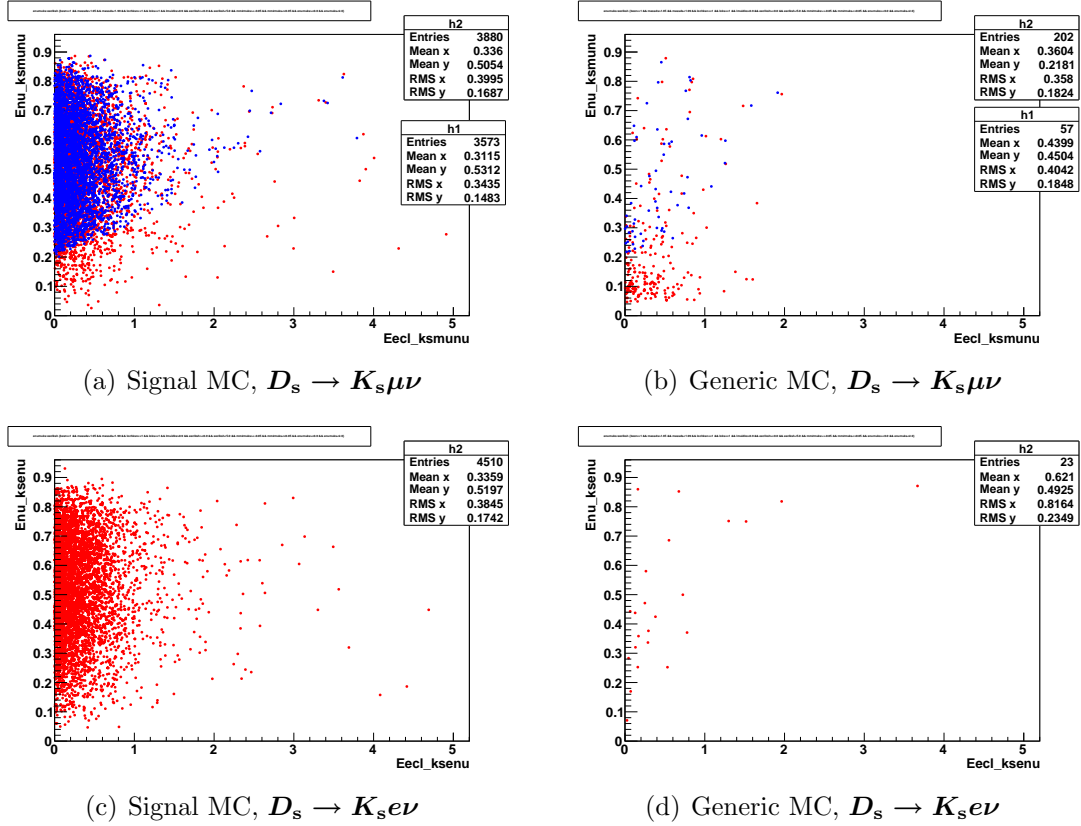 h2
Entries 3880
Mean x 0.336
Mean y 0.5054
RMS x 0.3995
RMS y 0.1687
h1
Entries 3573
Mean x 0.3115
Mean y 0.5312
RMS x 0.3435
RMS y 0.1483
Enu_ksmunu
0.9
0.8
0.7
0.6
0.5
0.4
0.3
0.2
0.1
0
0 1 2 3 4 5
Eecl_ksmunu
(a) Signal MC, Dₛ → Kₛμν
h2
Entries 202
Mean x 0.3604
Mean y 0.2181
RMS x 0.358
RMS y 0.1824
h1
Entries 57
Mean x 0.4399
Mean y 0.4504
RMS x 0.4042
RMS y 0.1848
Enu_ksmunu
0.9
0.8
0.7
0.6
0.5
0.4
0.3
0.2
0.1
0
0 1 2 3 4 5
Eecl_ksmunu
(b) Generic MC, Dₛ → Kₛμν
h2
Entries 4510
Mean x 0.3359
Mean y 0.5197
RMS x 0.3845
RMS y 0.1742
Enu_ksenu
0.9
0.8
0.7
0.6
0.5
0.4
0.3
0.2
0.1
0
0 1 2 3 4 5
Eecl_ksenu
(c) Signal MC, Dₛ → Kₛeν
h2
Entries 23
Mean x 0.621
Mean y 0.4925
RMS x 0.8164
RMS y 0.2349
Enu_ksenu
0.9
0.8
0.7
0.6
0.5
0.4
0.3
0.2
0.1
0
0 1 2 3 4 5
Eecl_ksenu
(d) Generic MC, Dₛ → Kₛeν